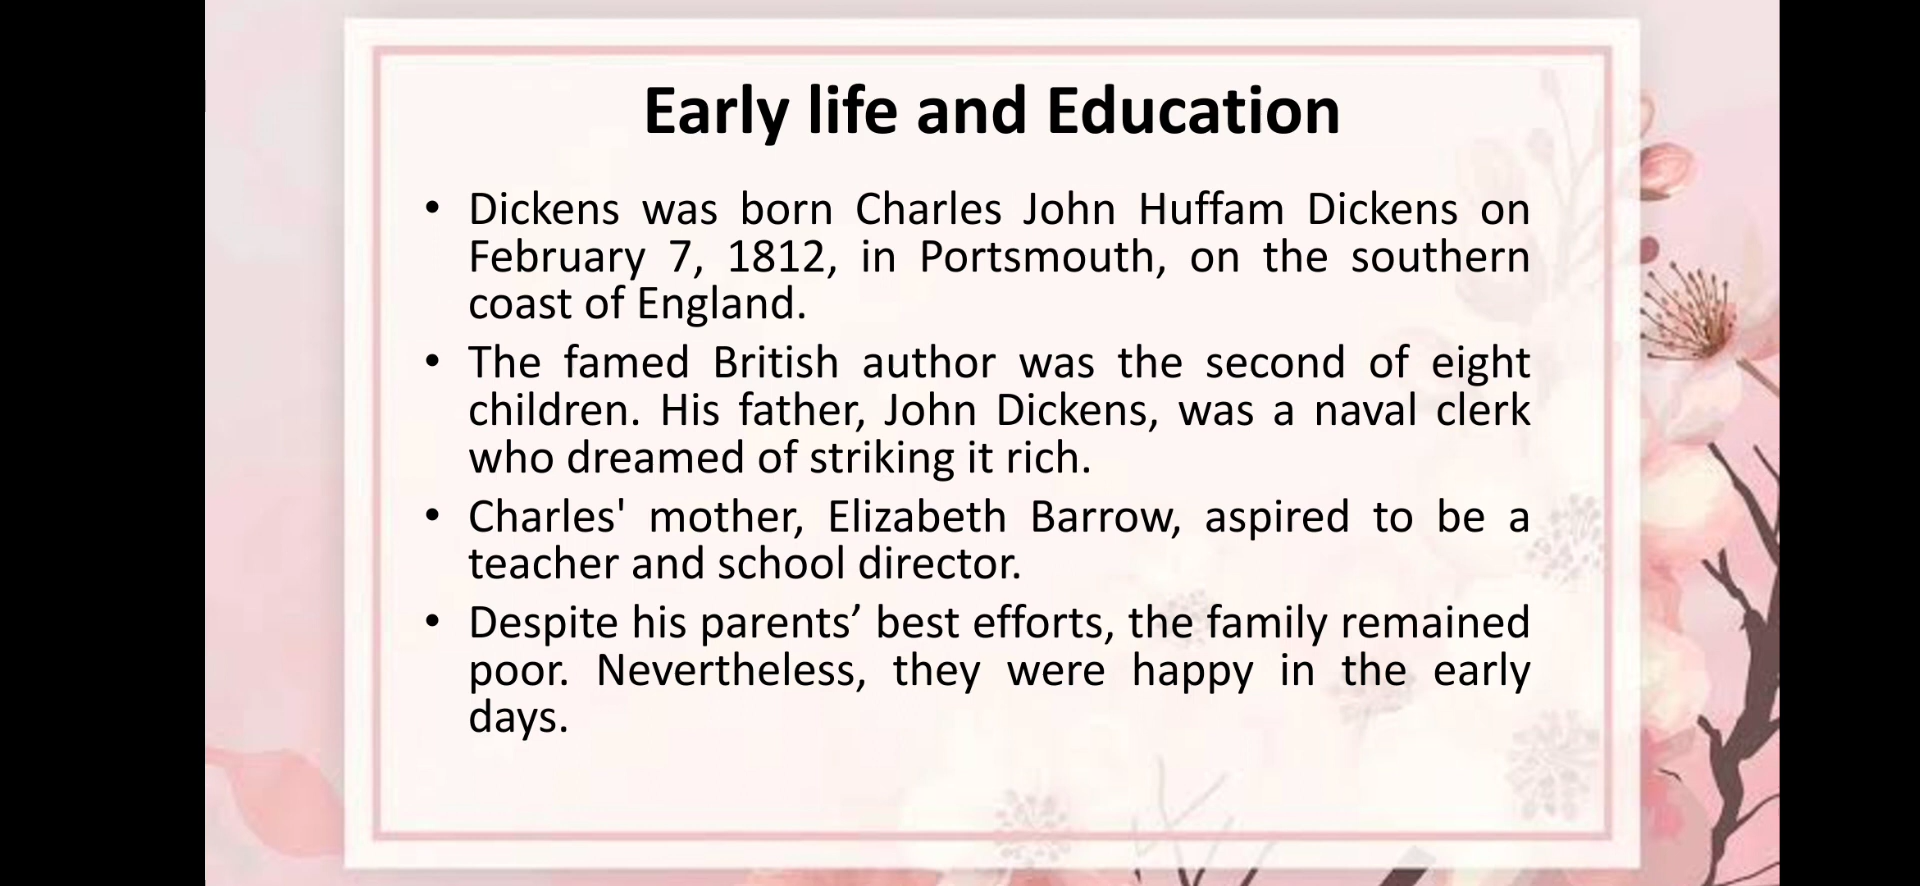 Early life and Education
• Dickens was born Charles John Huffam Dickens on
February 7, 1812, in Portsmouth, on the southern
coast of England.
• The famed British author was the second of eight
children. His father, John Dickens, was a naval clerk
who dreamed of striking it rich.
• Charles' mother, Elizabeth Barrow, aspired to be a
teacher and school director.
• Despite his parents’ best efforts, the family remained
poor. Nevertheless, they were happy in the early
days.